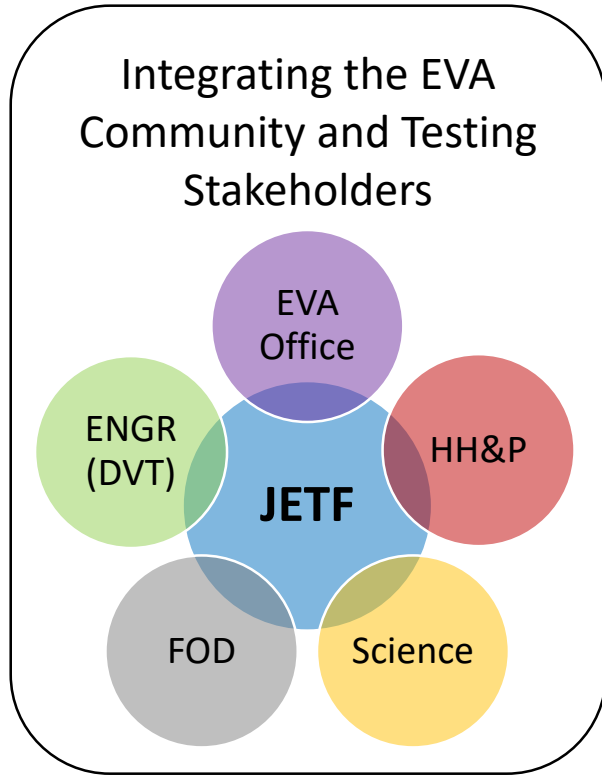 Integrating the EVA
Community and Testing
Stakeholders
EVA
Office
ENGR
(DVT)
HH&P
JETF
FOD
Science